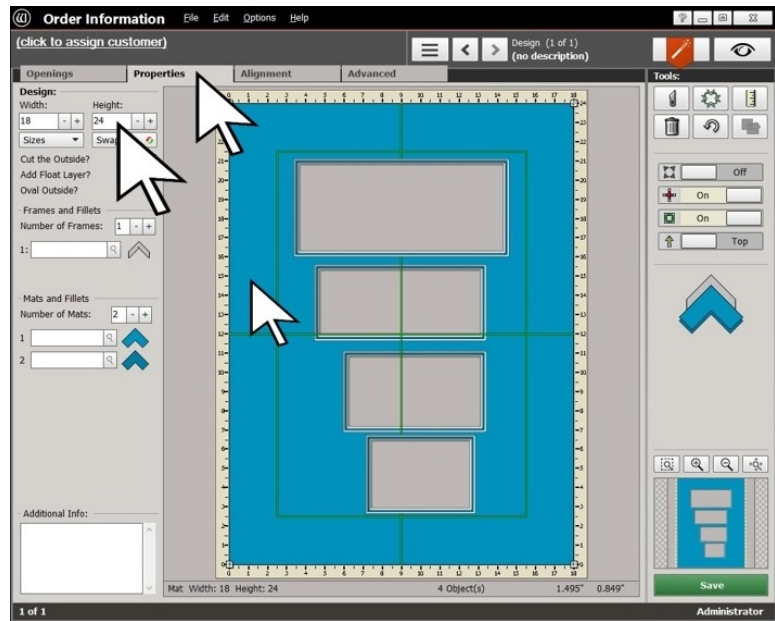 Order Information File Edit Options Help
(click to assign customer)
Design (1 of 1)
(no description)
Openings Properties Alignment Advanced
Tools:
Design:
Width: Height:
18 - + 24 - +
Sizes Swap
Cut the Outside?
Add Float Layer?
Oval Outside?
Off
On
On
Top
Frames and Fillets
Number of Frames: 1 - +
1:
Mats and Fillets
Number of Mats: 2 - +
1
2
Additional Info:
Mat Width: 18 Height: 24 4 Object(s) 1.495" 0.849"
Save
1 of 1 Administrator